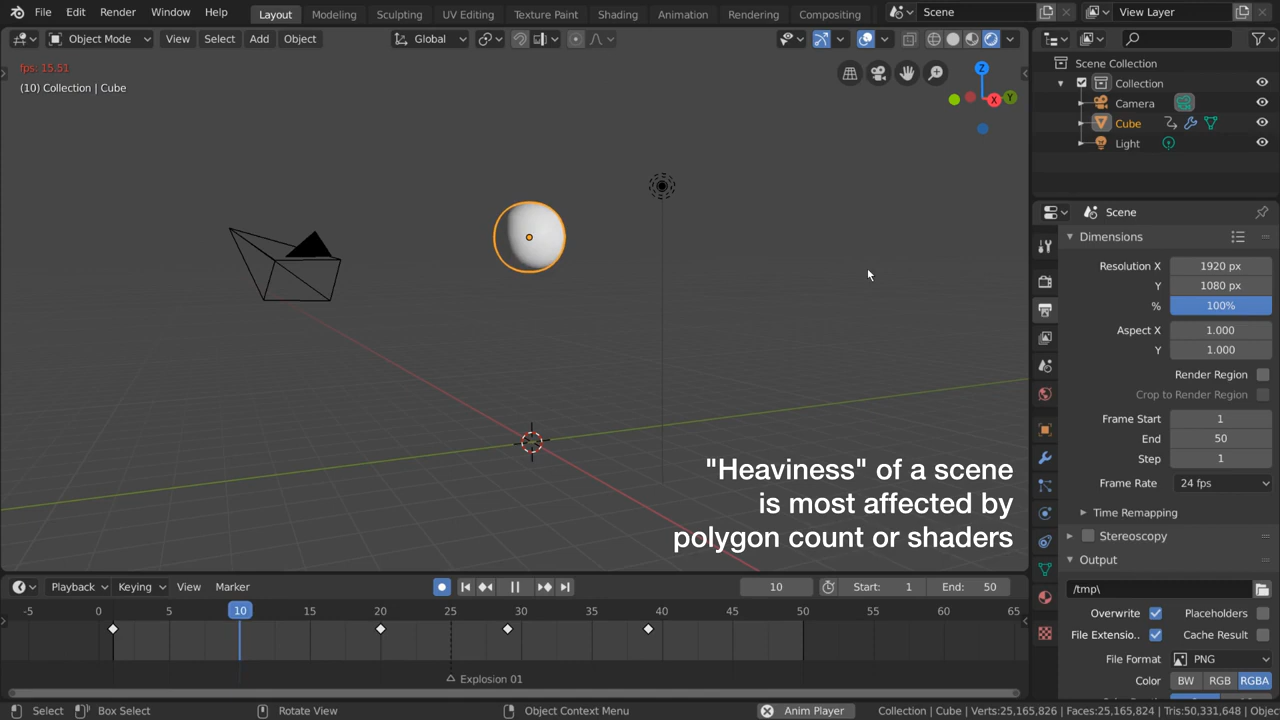 File Edit Render Window Help Layout Modeling Sculpting UV Editing Texture Paint Shading Animation Rendering Compositing Scene View Layer
Object Mode View Select Add Object Global
fps: 15.51
(10) Collection | Cube
Z
X
Y
Scene Collection
Collection
Camera
Cube
Light
Scene
Dimensions
Resolution X 1920 px
Y 1080 px
% 100%
Aspect X 1.000
Y 1.000
Render Region
Crop to Render Region
Frame Start 1
End 50
Step 1
Frame Rate 24 fps
Time Remapping
Stereoscopy
Output
/tmp\
Overwrite Placeholders
File Extensio.. Cache Result
File Format PNG
Color BW RGB RGBA
"Heaviness" of a scene
is most affected by
polygon count or shaders
Playback Keying View Marker 10 Start: 1 End: 50
-5 0 5 10 15 20 25 30 35 40 45 50 55 60 65
Explosion 01
Select Box Select Rotate View Object Context Menu Anim Player Collection | Cube | Verts:25,165,826 | Faces:25,165,824 | Tris:50,331,648 | Objec